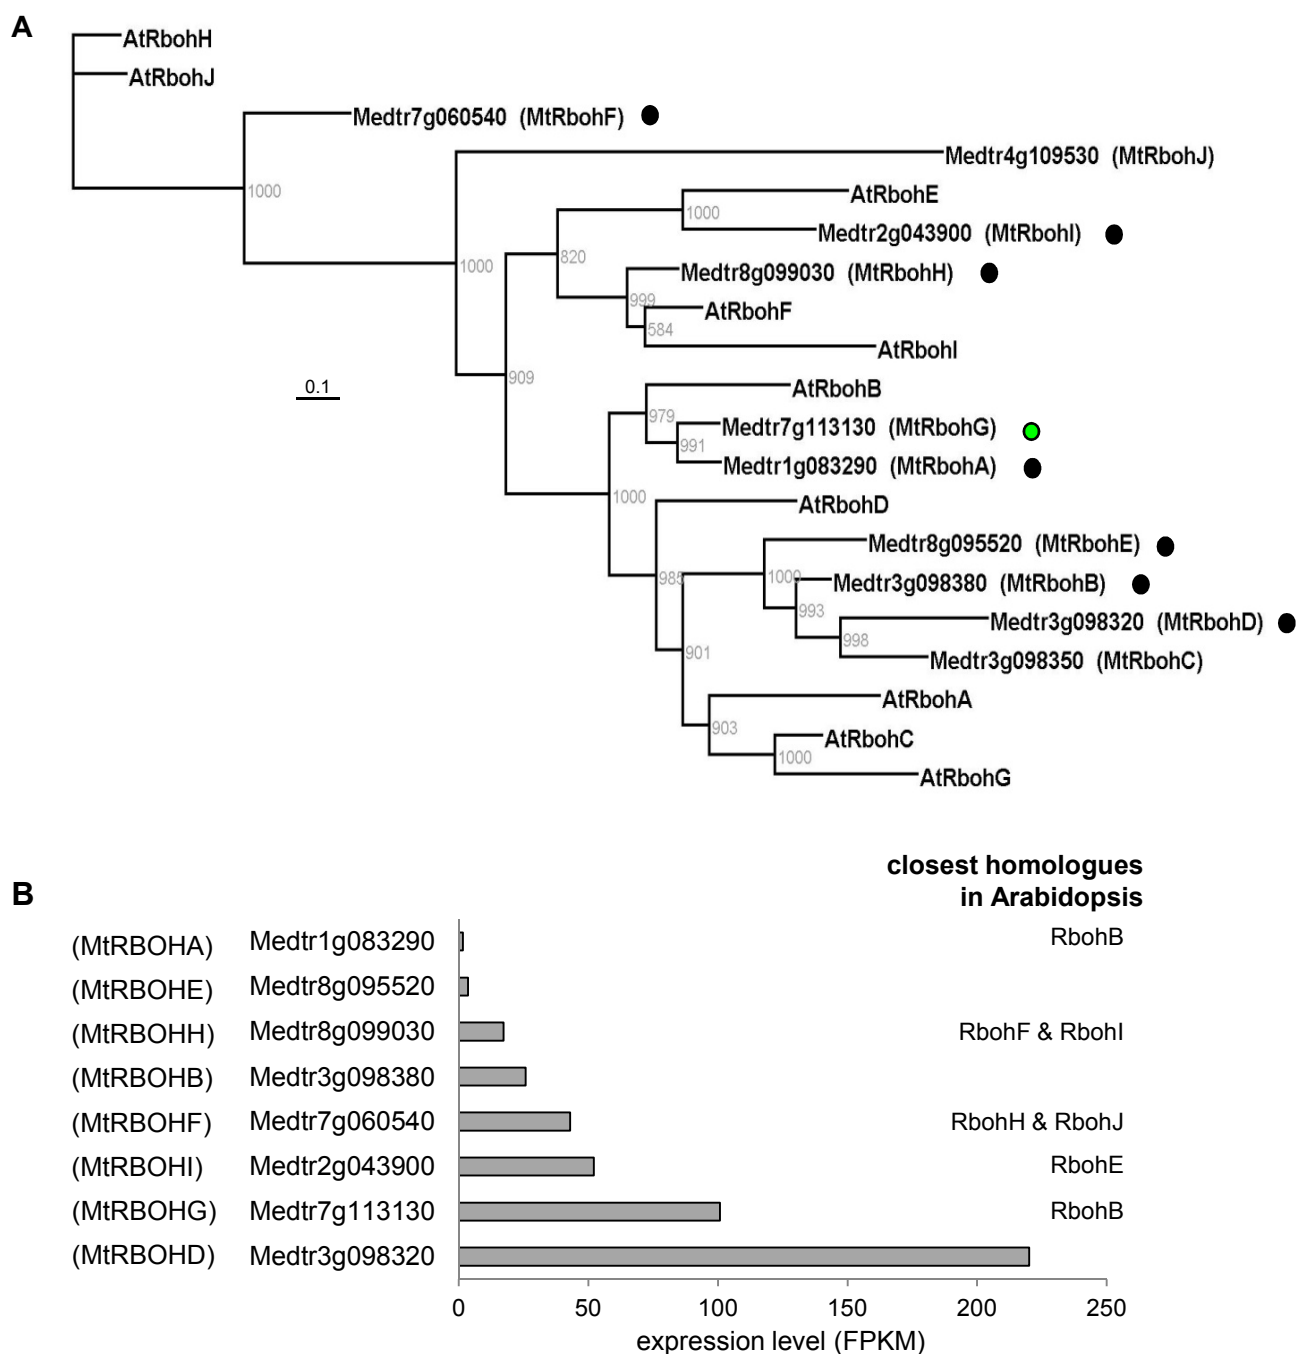 A
AtRbohH
AtRbohJ
Medtr7g060540 (MtRbohF)
Medtr4g109530 (MtRbohJ)
1000
AtRbohE
1000
Medtr2g043900 (MtRbohI)
820
1000
Medtr8g099030 (MtRbohH)
999
AtRbohF
584
AtRbohI
909
0.1
AtRbohB
979
Medtr7g113130 (MtRbohG)
991
Medtr1g083290 (MtRbohA)
1000
AtRbohD
Medtr8g095520 (MtRbohE)
985
1000
Medtr3g098380 (MtRbohB)
993
Medtr3g098320 (MtRbohD)
998
901
Medtr3g098350 (MtRbohC)
AtRbohA
903
AtRbohC
1000
AtRbohG
closest homologues
in Arabidopsis
B
(MtRBOHA) Medtr1g083290 RbohB
(MtRBOHE) Medtr8g095520
(MtRBOHH) Medtr8g099030 RbohF & RbohI
(MtRBOHB) Medtr3g098380
(MtRBOHF) Medtr7g060540 RbohH & RbohJ
(MtRBOHI) Medtr2g043900 RbohE
(MtRBOHG) Medtr7g113130 RbohB
(MtRBOHD) Medtr3g098320
0 50 100 150 200 250
expression level (FPKM)